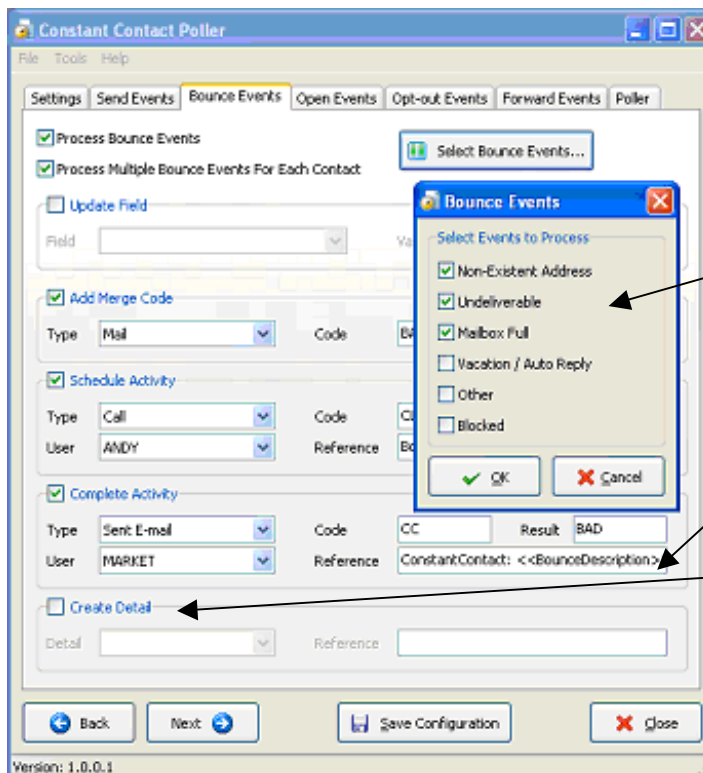 Constant Contact Poller
File Tools Help
Settings Send Events Bounce Events Open Events Opt-out Events Forward Events Poller
Process Bounce Events
Select Bounce Events...
Process Multiple Bounce Events For Each Contact
Update Field
Field
Bounce Events
Select Events to Process
Non-Existent Address
Undeliverable
Mailbox Full
Vacation / Auto Reply
Other
Blocked
OK Cancel
Add Merge Code
Type Mail Code
Schedule Activity
Type Call Code
User ANDY Reference
Complete Activity
Type Sent E-mail Code CC Result BAD
User MARKET Reference ConstantContact: <<BounceDescription>
Create Detail
Detail Reference
Back Next Save Configuration Close
Version: 1.0.0.1